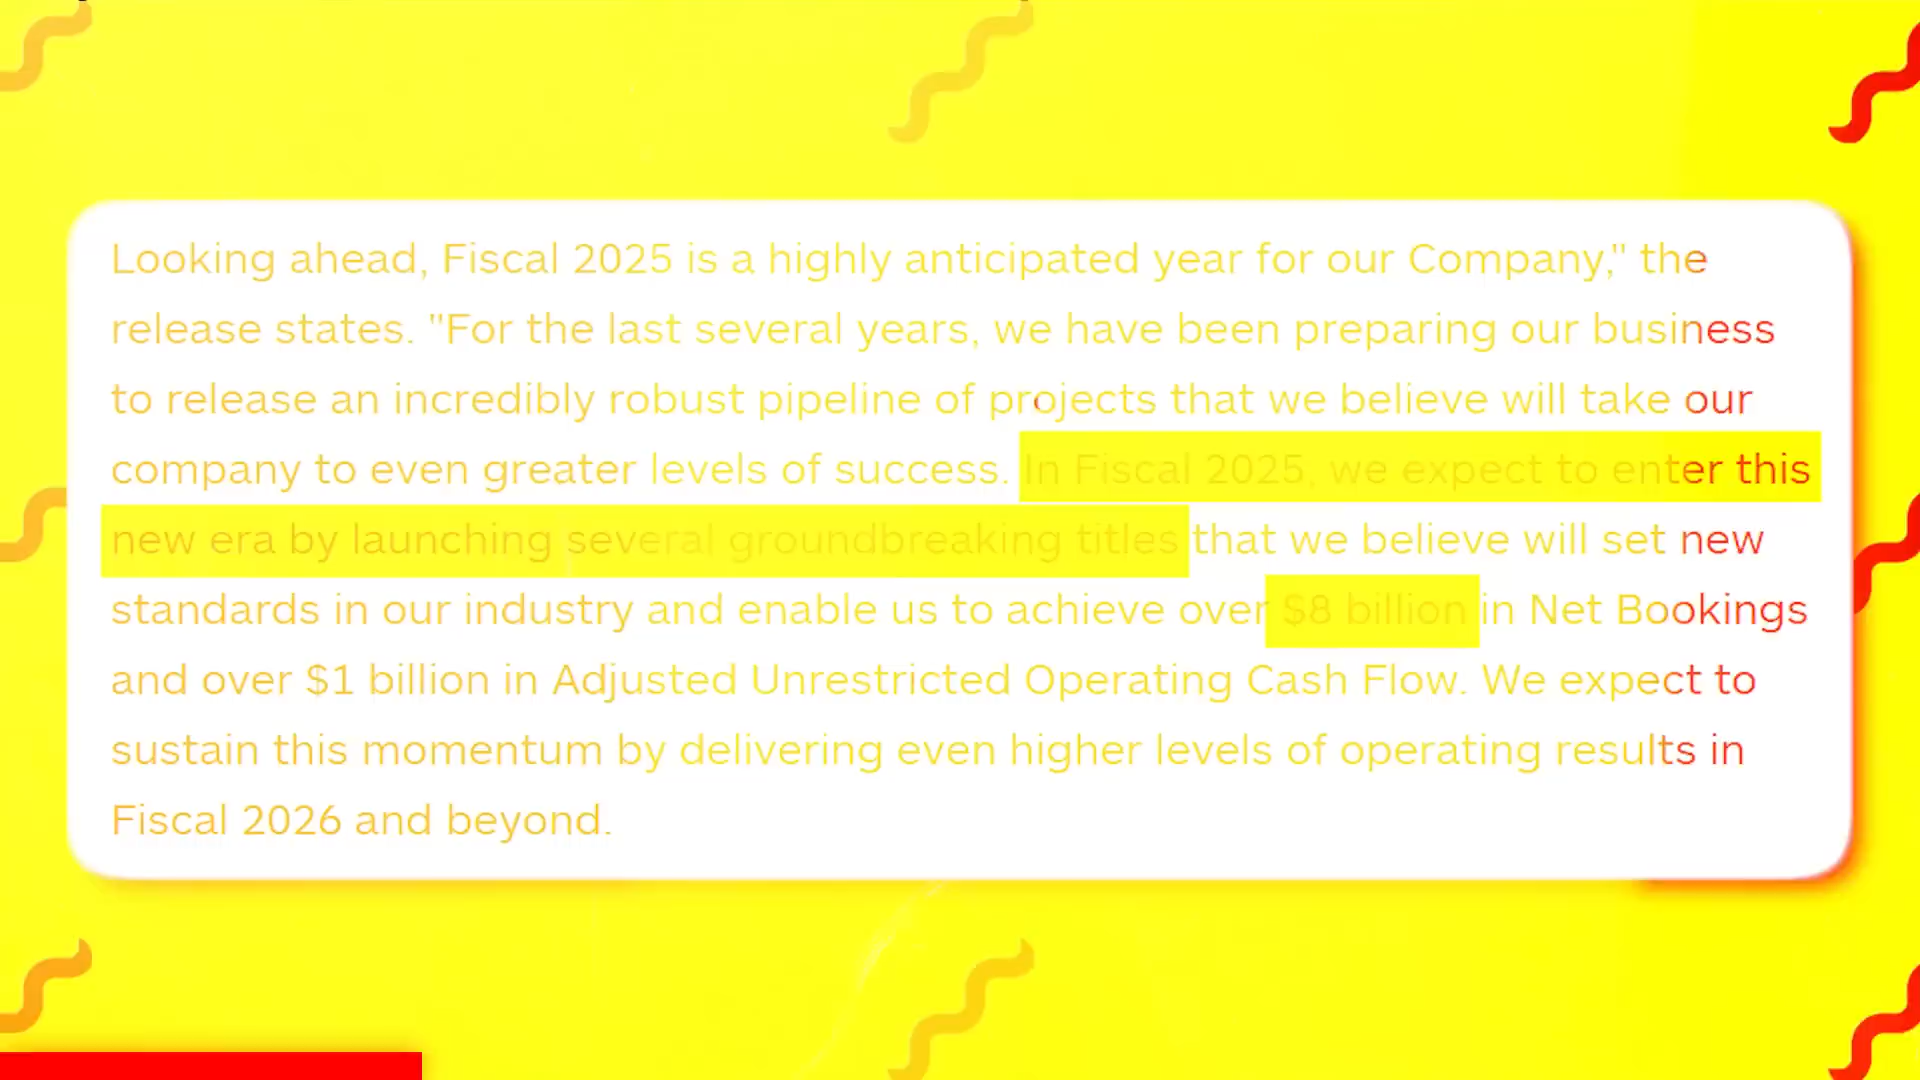 Looking ahead, Fiscal 2025 is a highly anticipated year for our Company," the
release states. "For the last several years, we have been preparing our business
to release an incredibly robust pipeline of projects that we believe will take our
company to even greater levels of success. In Fiscal 2025, we expect to enter this
new era by launching several groundbreaking titles that we believe will set new
standards in our industry and enable us to achieve over $8 billion in Net Bookings
and over $1 billion in Adjusted Unrestricted Operating Cash Flow. We expect to
sustain this momentum by delivering even higher levels of operating results in
Fiscal 2026 and beyond.